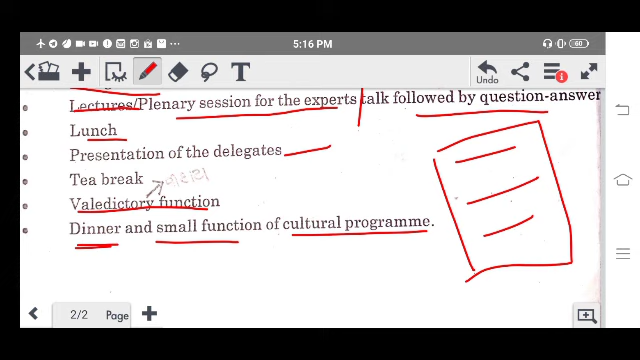 5:16 PM
60
Undo
Lectures/Plenary session for the experts talk followed by question-answer
Lunch
Presentation of the delegates
Tea break
Valedictory function
Dinner and small function of cultural programme.
2/2 Page